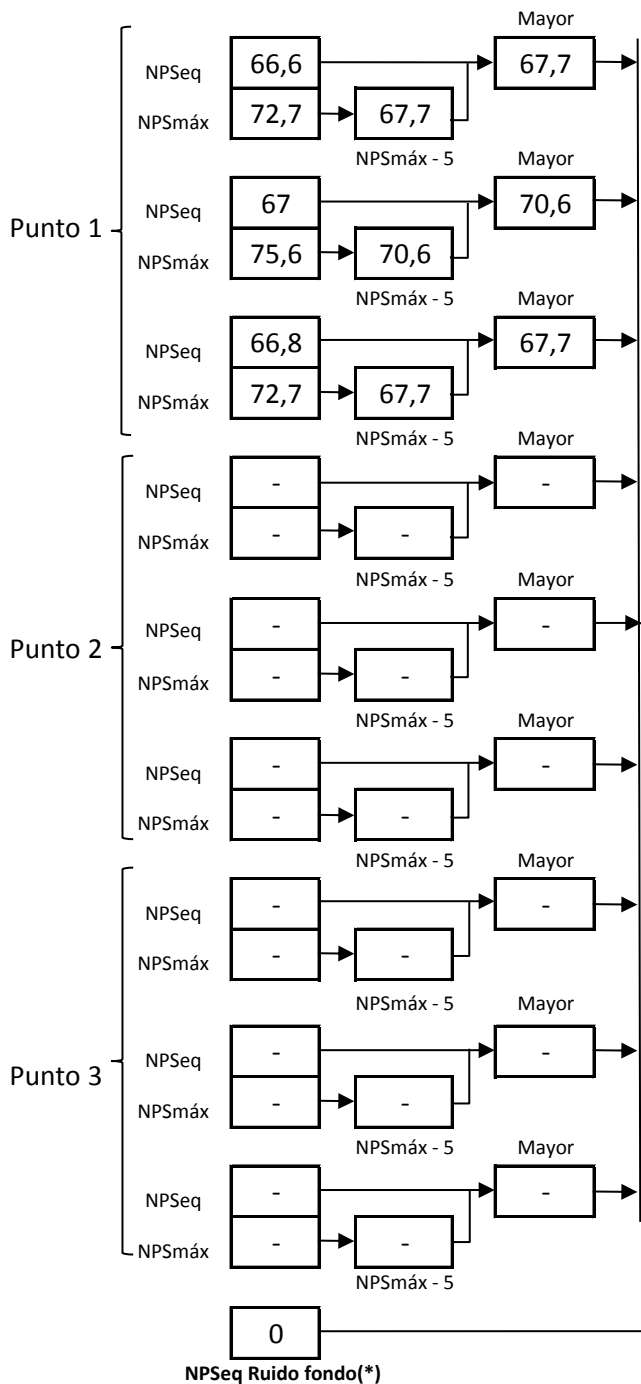 Mayor
NPSeq 66,6 67,7
NPSmáx 72,7 67,7
NPSmáx - 5
Mayor
Punto 1
NPSeq 67 70,6
NPSmáx 75,6 70,6
NPSmáx - 5
Mayor
NPSeq 66,8 67,7
NPSmáx 72,7 67,7
NPSmáx - 5
Mayor
NPSeq - -
NPSmáx - -
NPSmáx - 5
Mayor
Punto 2
NPSeq - -
NPSmáx - -
NPSmáx - 5
Mayor
NPSeq - -
NPSmáx - -
NPSmáx - 5
Mayor
NPSeq - -
NPSmáx - -
NPSmáx - 5
Mayor
Punto 3
NPSeq - -
NPSmáx - -
NPSmáx - 5
Mayor
NPSeq - -
NPSmáx - -
NPSmáx - 5
0
NPSeq Ruido fondo(*)